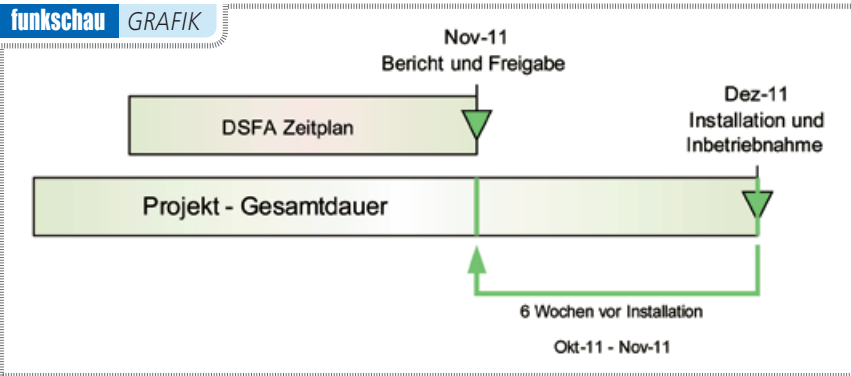 funkschau GRAFIK
Nov-11
Bericht und Freigabe
Dez-11
Installation und
Inbetriebnahme
DSFA Zeitplan
Projekt - Gesamtdauer
6 Wochen vor Installation
Okt-11 - Nov-11